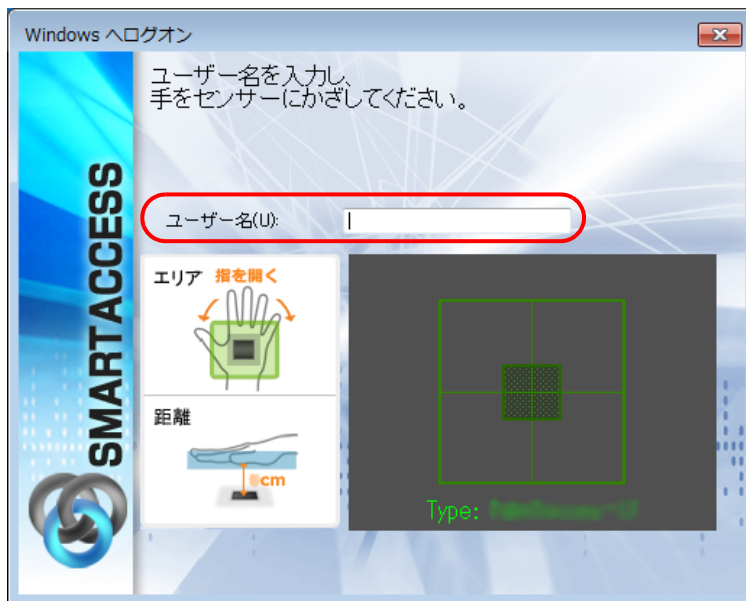 Windows へログオン
ユーザー名を入力し、
手をセンサーにかざしてください。
ユーザー名(U):
エリア 指を開く
距離
cm
Type:
SMARTACCESS